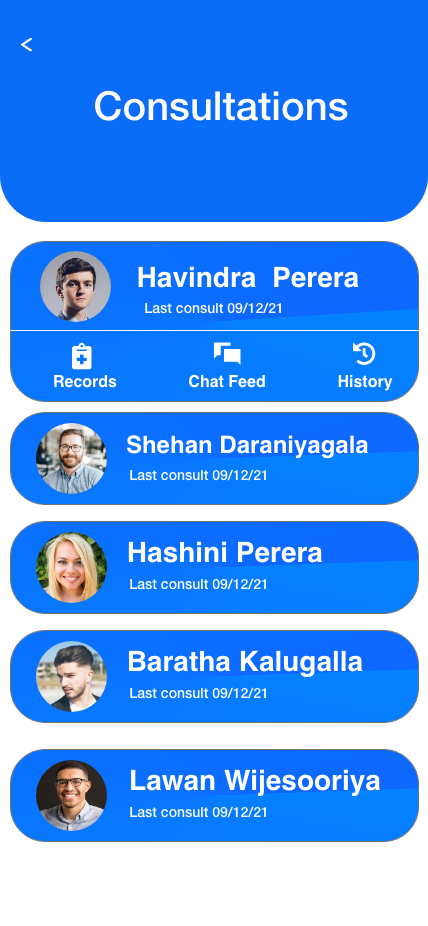 <
Consultations
Havindra  Perera
Last consult 09/12/21
Records
Chat Feed
History
Shehan Daraniyagala
Last consult 09/12/21
Hashini Perera
Last consult 09/12/21
Baratha Kalugalla
Last consult 09/12/21
Lawan Wijesooriya
Last consult 09/12/21